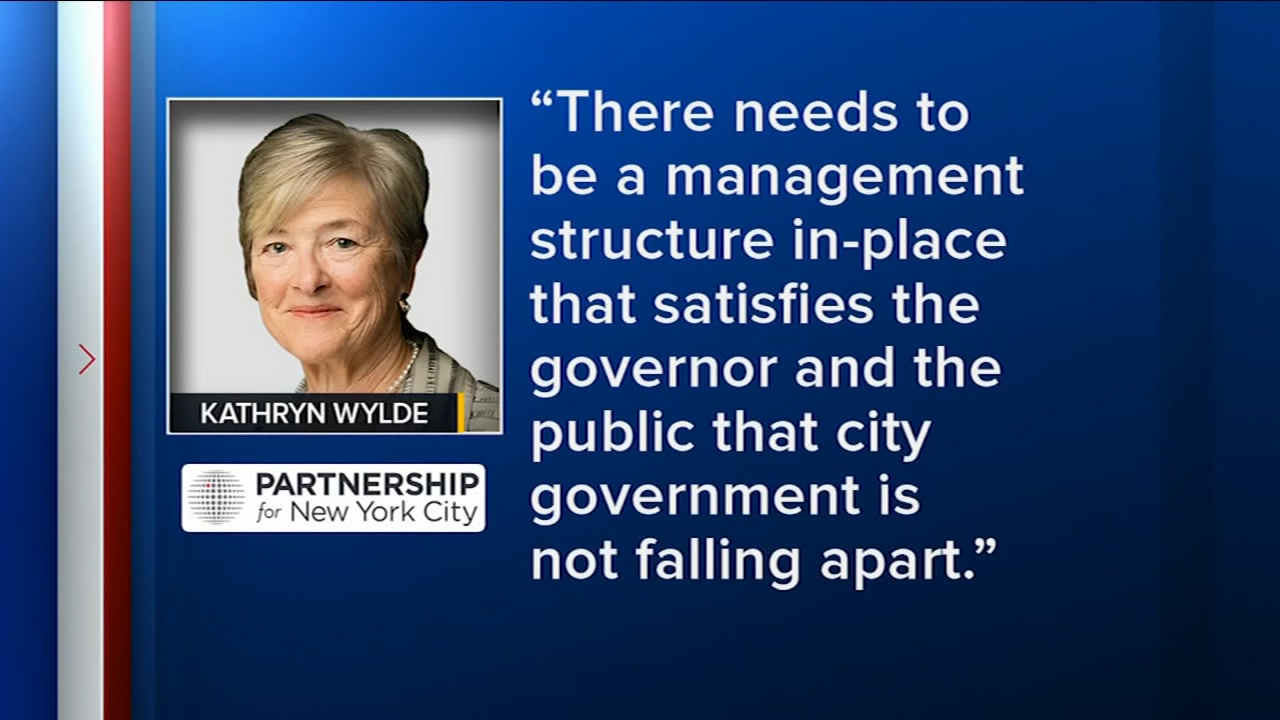 “There needs to
be a management
structure in-place
that satisfies the
governor and the
public that city
government is
not falling apart.”
KATHRYN WYLDE
PARTNERSHIP
for New York City